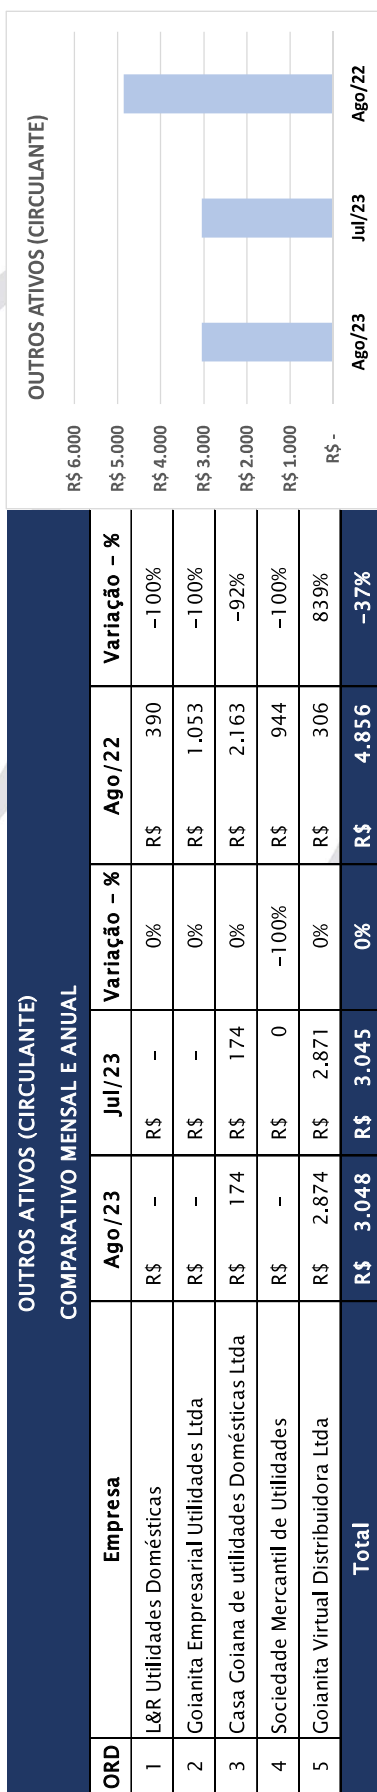 OUTROS ATIVOS (CIRCULANTE)
COMPARATIVO MENSAL E ANUAL
ORD Empresa Ago/23 Jul/23 Variação – % Ago/22 Variação – %
1 L&R Utilidades Domésticas R$ – R$ – 0% R$ 390 –100%
2 Goianita Empresarial Utilidades Ltda R$ – R$ – 0% R$ 1.053 –100%
3 Casa Goiana de utilidades Domésticas Ltda R$ 174 R$ 174 0% R$ 2.163 –92%
4 Sociedade Mercantil de Utilidades R$ – R$ 0 –100% R$ 944 –100%
5 Goianita Virtual Distribuidora Ltda R$ 2.874 R$ 2.871 0% R$ 306 839%
Total R$ 3.048 R$ 3.045 0% R$ 4.856 –37%
OUTROS ATIVOS (CIRCULANTE)
R$ 6.000
R$ 5.000
R$ 4.000
R$ 3.000
R$ 2.000
R$ 1.000
R$ -
Ago/23 Jul/23 Ago/22